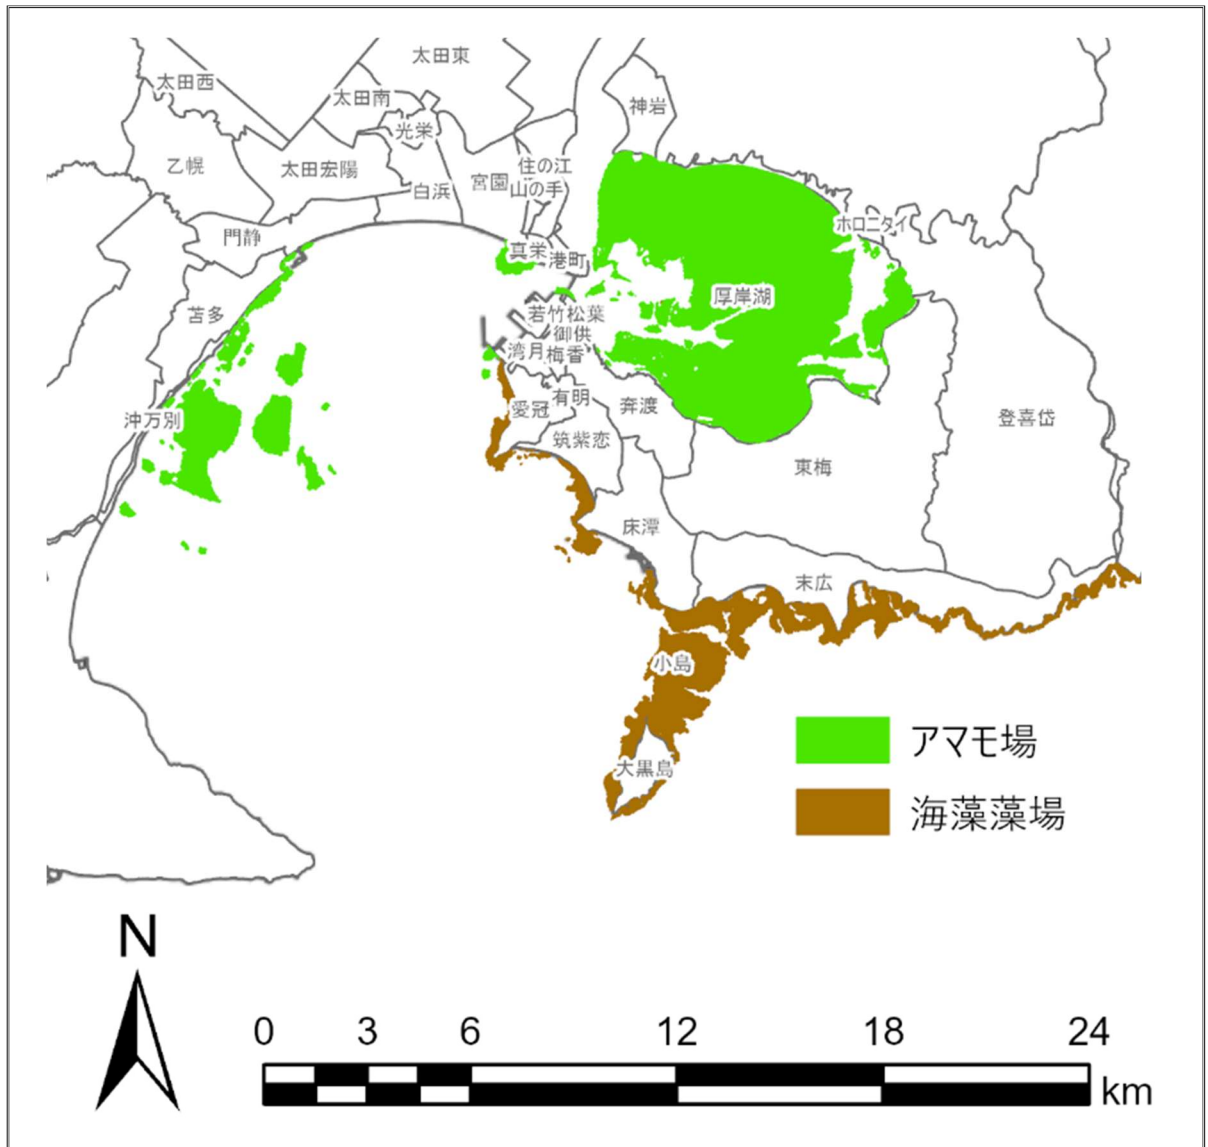 太田東
太田西
太田南
神岩
光栄
乙幌
太田宏陽
住の江
白浜
宮園
山の手
門静
真栄
港町
ホロニタイ
厚岸湖
苫多
若竹
松葉
御供
湾月
梅香
沖万別
愛冠
有明
奔渡
登喜岱
筑紫恋
東梅
床潭
末広
小島
大黒島
アマモ場
海藻藻場
N
0 3 6 12 18 24
km